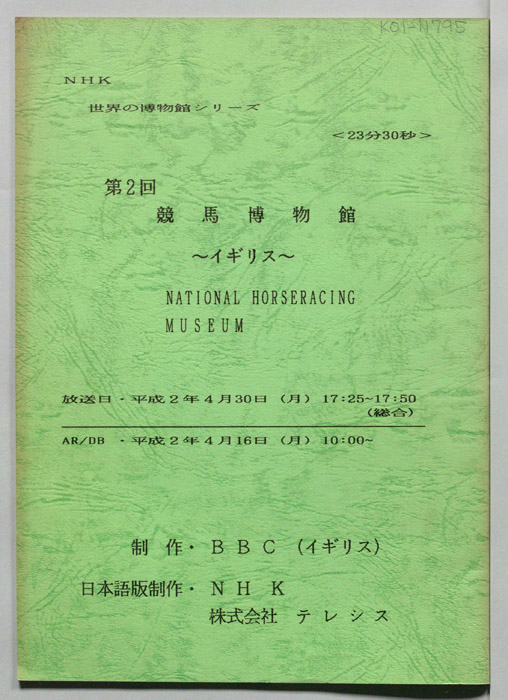 K01-11795
NHK
世界の博物館シリーズ
＜23分30秒＞
第2回
競馬博物館
～イギリス～
NATIONAL HORSERACING
MUSEUM
放送日・平成2年4月30日（月）17:25~17:50
（総合）
AR/DB ・平成2年4月16日（月）10:00~
制 作・ＢＢＣ（イギリス）
日本語版制作・ＮＨＫ
株式会社 テレシス